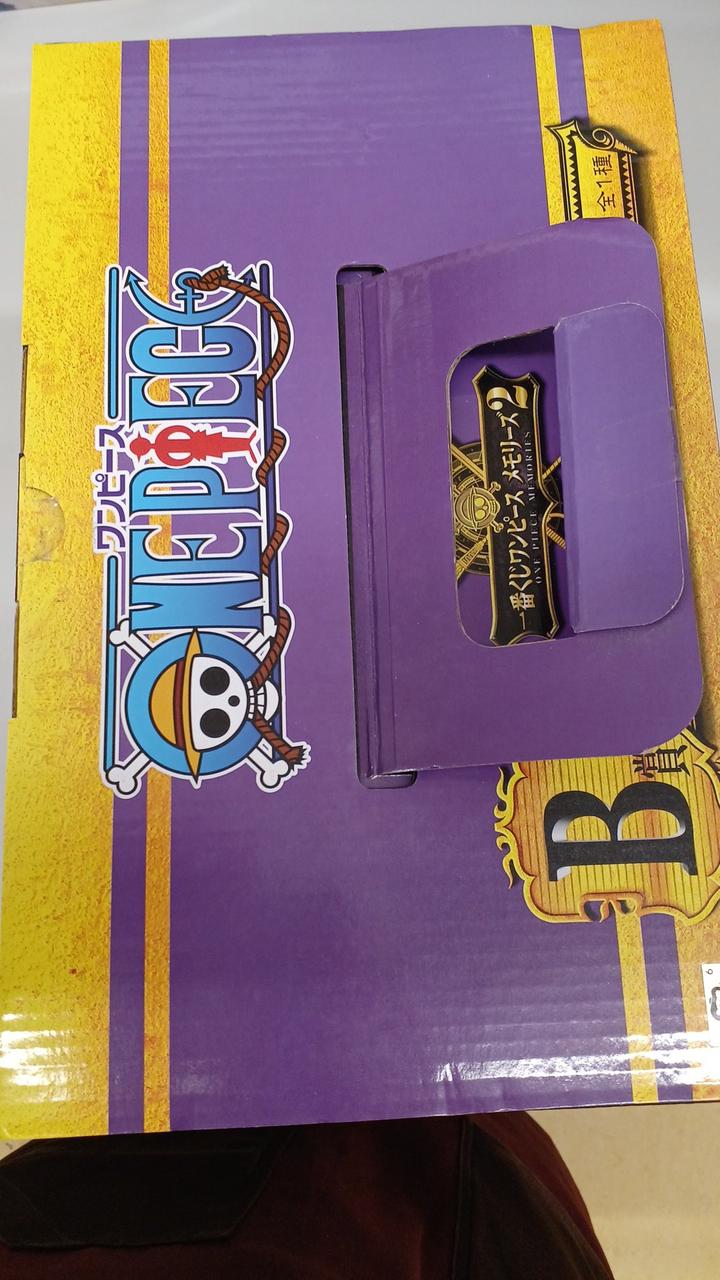 ワンピース
ONE PIECE
全1種
一番くじワンピース メモリーズ2
ONE PIECE MEMORIES
B賞